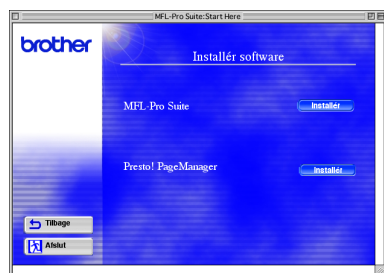 MFL-Pro Suite:Start Here
brother
Installér software
MFL-Pro Suite
Installér
Presto! PageManager
Installér
Tilbage
Afslut